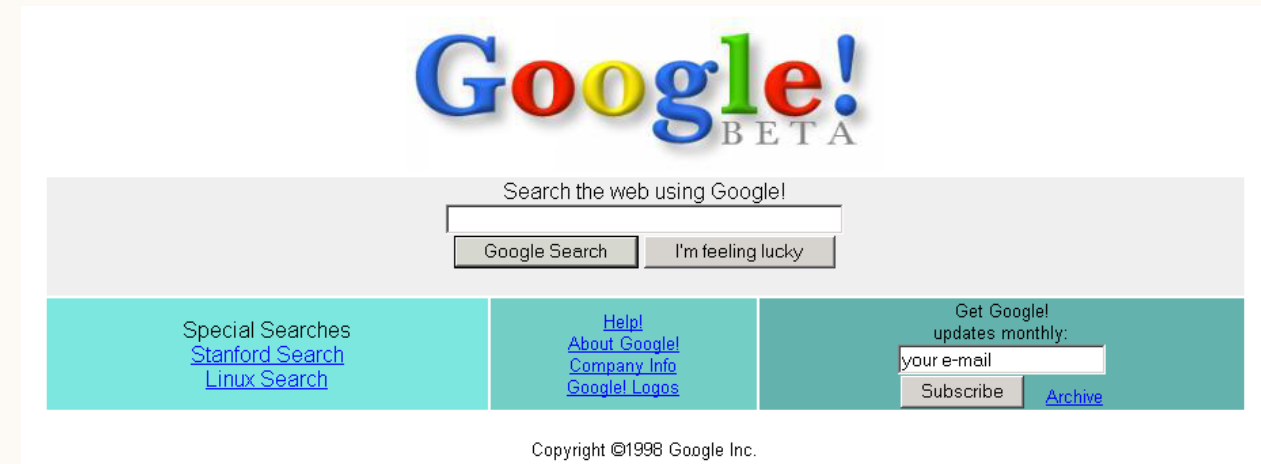 Google!
BETA
Search the web using Google!
Google Search I'm feeling lucky
Special Searches
Stanford Search
Linux Search
Help!
About Google!
Company Info
Google! Logos
Get Google!
updates monthly:
your e-mail
Subscribe Archive
Copyright ©1998 Google Inc.